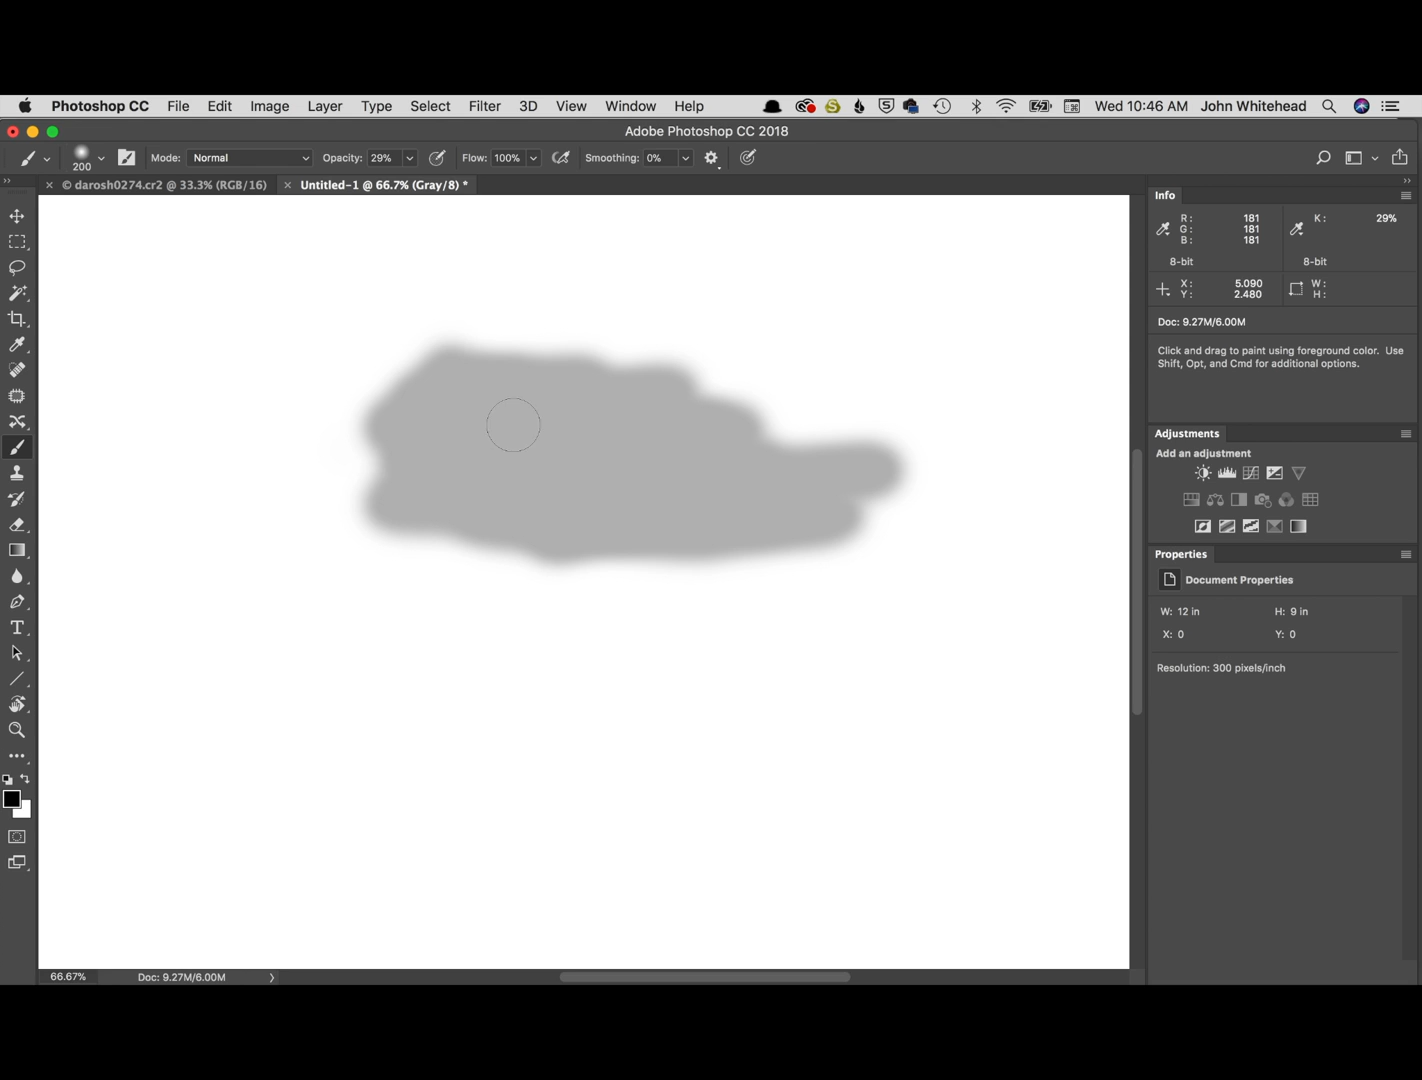 Photoshop CC File Edit Image Layer Type Select Filter 3D View Window Help Wed 10:46 AM John Whitehead
Adobe Photoshop CC 2018
200 Mode: Normal Opacity: 29% Flow: 100% Smoothing: 0%
© darosh0274.cr2 @ 33.3% (RGB/16) Untitled-1 @ 66.7% (Gray/8) *
Info
R: 181 K: 29%
G: 181
B: 181
8-bit 8-bit
X: 5.090 W:
Y: 2.480 H:
Doc: 9.27M/6.00M
Click and drag to paint using foreground color. Use
Shift, Opt, and Cmd for additional options.
Adjustments
Add an adjustment
Properties
Document Properties
W: 12 in H: 9 in
X: 0 Y: 0
Resolution: 300 pixels/inch
66.67% Doc: 9.27M/6.00M